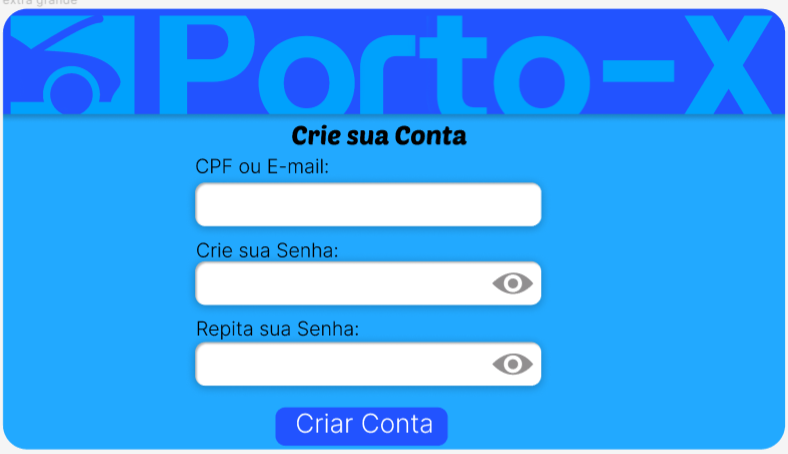 extra grande
Porto-X
Crie sua Conta
CPF ou E-mail:
Crie sua Senha:
Repita sua Senha:
Criar Conta